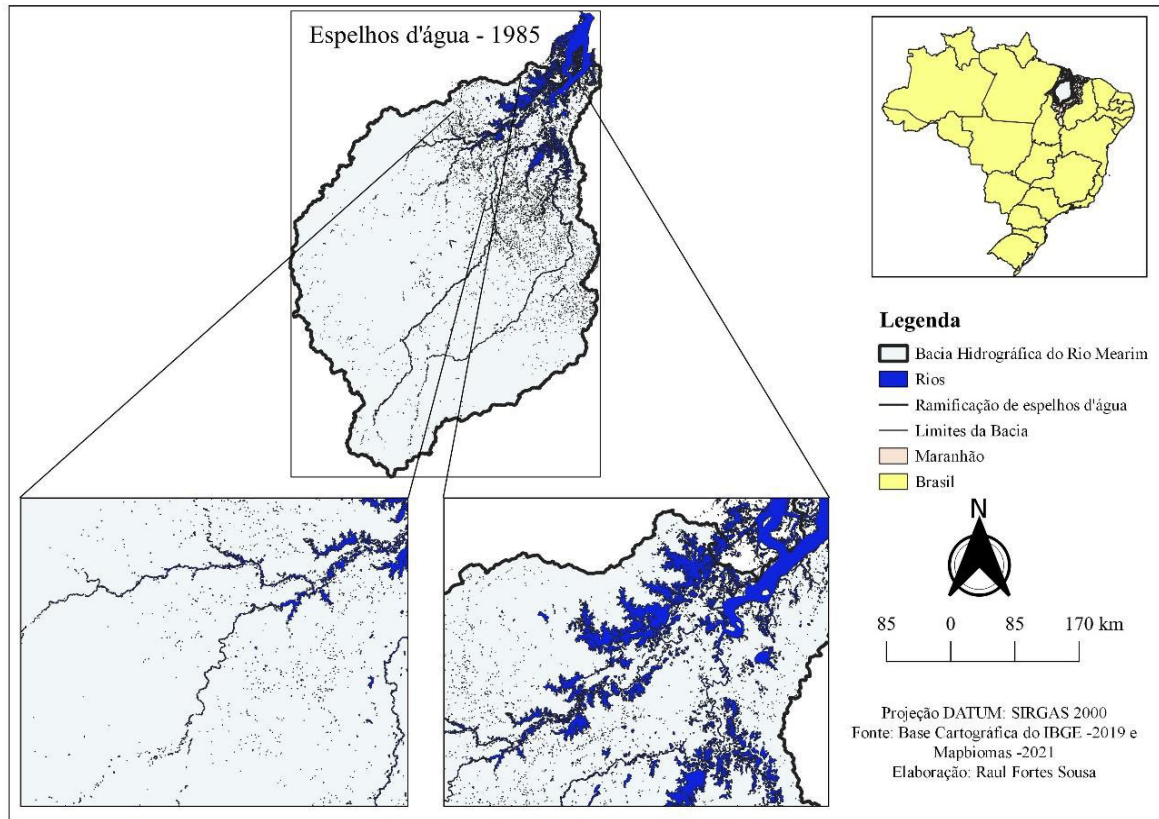 Espelhos d'água - 1985
Legenda
Bacia Hidrográfica do Rio Mearim
Rios
Ramificação de espelhos d'água
Limites da Bacia
Maranhão
Brasil
N
85 0 85 170 km
Projeção DATUM: SIRGAS 2000
Fonte: Base Cartográfica do IBGE -2019 e
Mapbiomas -2021
Elaboração: Raul Fortes Sousa